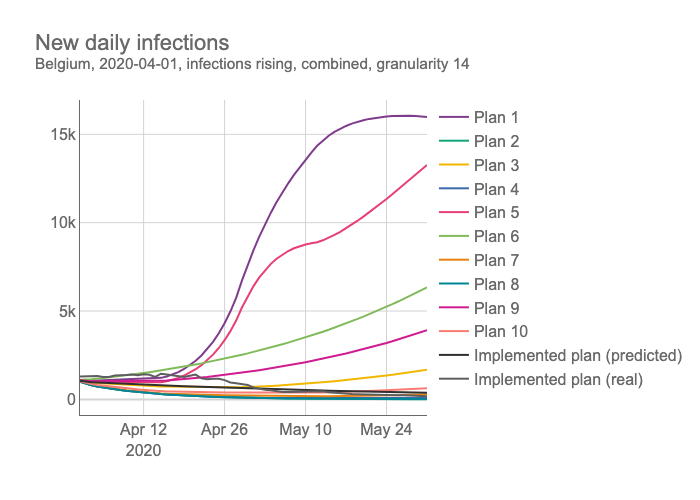 New daily infections
Belgium, 2020-04-01, infections rising, combined, granularity 14
15k
10k
5k
0
Apr 12
2020
Apr 26
May 10
May 24
Plan 1
Plan 2
Plan 3
Plan 4
Plan 5
Plan 6
Plan 7
Plan 8
Plan 9
Plan 10
Implemented plan (predicted)
Implemented plan (real)